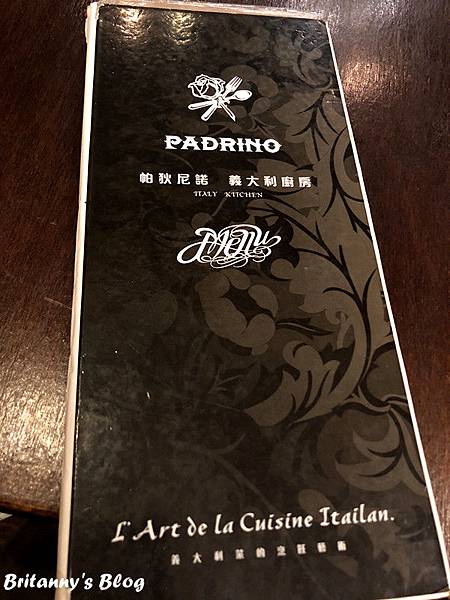 PADRINO
帕狄尼諾 義大利廚房
ITALY KITCHEN
Menu
L'Art de la Cuisine Itailan.
義大利菜的烹飪藝術
Britanny's Blog